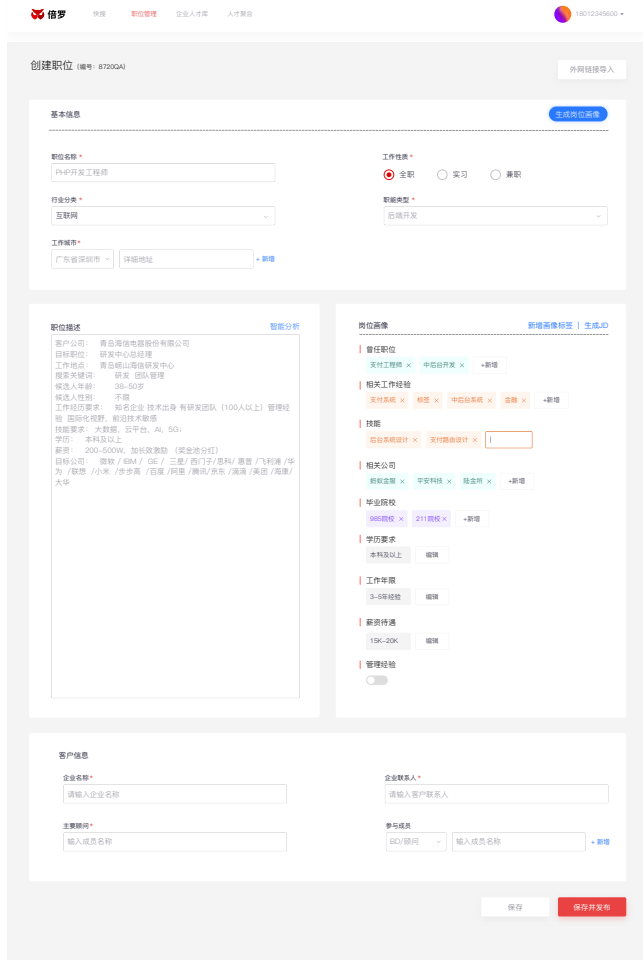 倍罗 快搜 职位管理 企业人才库 人才聚合 18012345600
创建职位 (编号: 8720QA)
外网链接导入
基本信息 生成岗位画像
职位名称 * 工作性质 *
PHP开发工程师 全职 实习 兼职
行业分类 * 职能类型 *
互联网 后端开发
工作城市*
广东省深圳市 详细地址 + 新增
职位描述 智能分析
客户公司: 青岛海信电器股份有限公司
目标职位: 研发中心总经理
工作地点: 青岛崂山海信研发中心
搜索关键词: 研发 团队管理
候选人年龄: 38-50岁
候选人性别: 不限
工作经历要求: 知名企业 技术出身 有研发团队（100人以上）管理经
验 国际化视野、前沿技术敏感
技能要求: 大数据、云平台、AI、5G;
学历: 本科及以上
薪资: 200-500W、加长效激励 （奖金池分红）
目标公司: 微软 / IBM / GE / 三星/ 西门子/思科/ 惠普 /飞利浦 /华
为 /联想 /小米 /步步高 /百度 /阿里 /腾讯/京东 /滴滴 /美团 /海康/
大华
岗位画像 新增画像标签 | 生成JD
曾任职位
支付工程师 × 中后台开发 × +新增
相关工作经验
支付系统 × 标签 × 中后台系统 × 金融 × +新增
技能
后台系统设计 × 支付路由设计 ×
相关公司
蚂蚁金服 × 平安科技 × 陆金所 × +新增
毕业院校
985院校 × 211院校 × +新增
学历要求
本科及以上 编辑
工作年限
3-5年经验 编辑
薪资待遇
15K-20K 编辑
管理经验
客户信息
企业名称* 企业联系人*
请输入企业名称 请输入客户联系人
主要顾问* 参与成员
输入成员名称 BD/顾问 输入成员名称 + 新增
保存 保存并发布